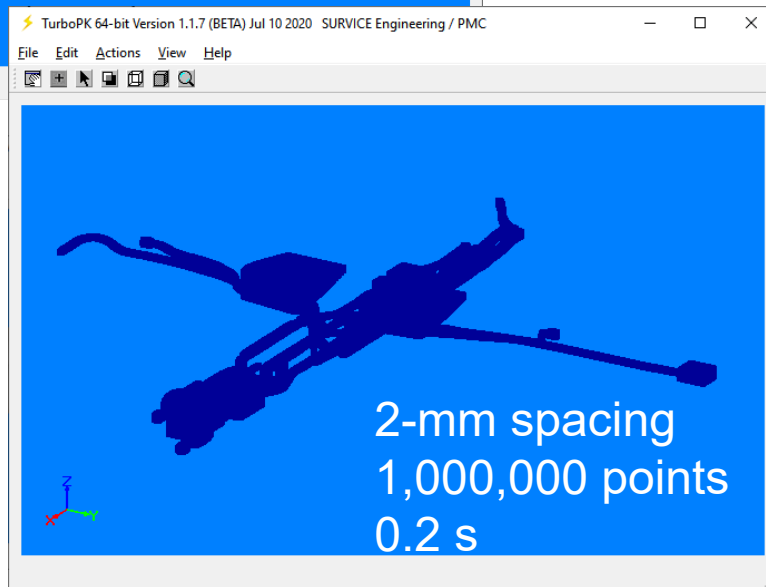 TurboPK 64-bit Version 1.1.7 (BETA) Jul 10 2020 SURVICE Engineering / PMC
File Edit Actions View Help
2-mm spacing
1,000,000 points
0.2 s
Z
X
Y